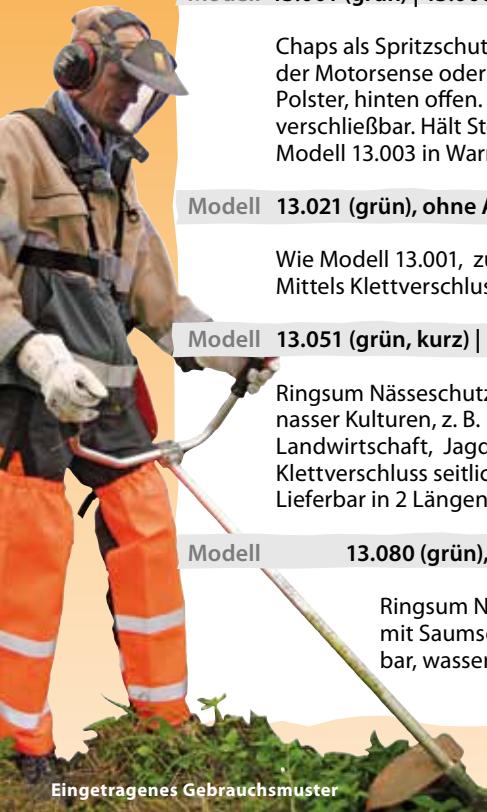 Modell
Chaps als Spritzschut
der Motorsense oder
Polster, hinten offen.
verschließbar. Hält St
Modell 13.003 in War
Modell 13.021 (grün), ohne A
Wie Modell 13.001, zu
Mittels Klettverschlus
Modell 13.051 (grün, kurz) |
Ringsum Nässeschutz
nasser Kulturen, z. B.
Landwirtschaft, Jagd
Klettverschluss seitlic
Lieferbar in 2 Längen
Modell 13.080 (grün),
Ringsum N
mit Saums
bar, wasser
Eingetragenes Gebrauchsmuster